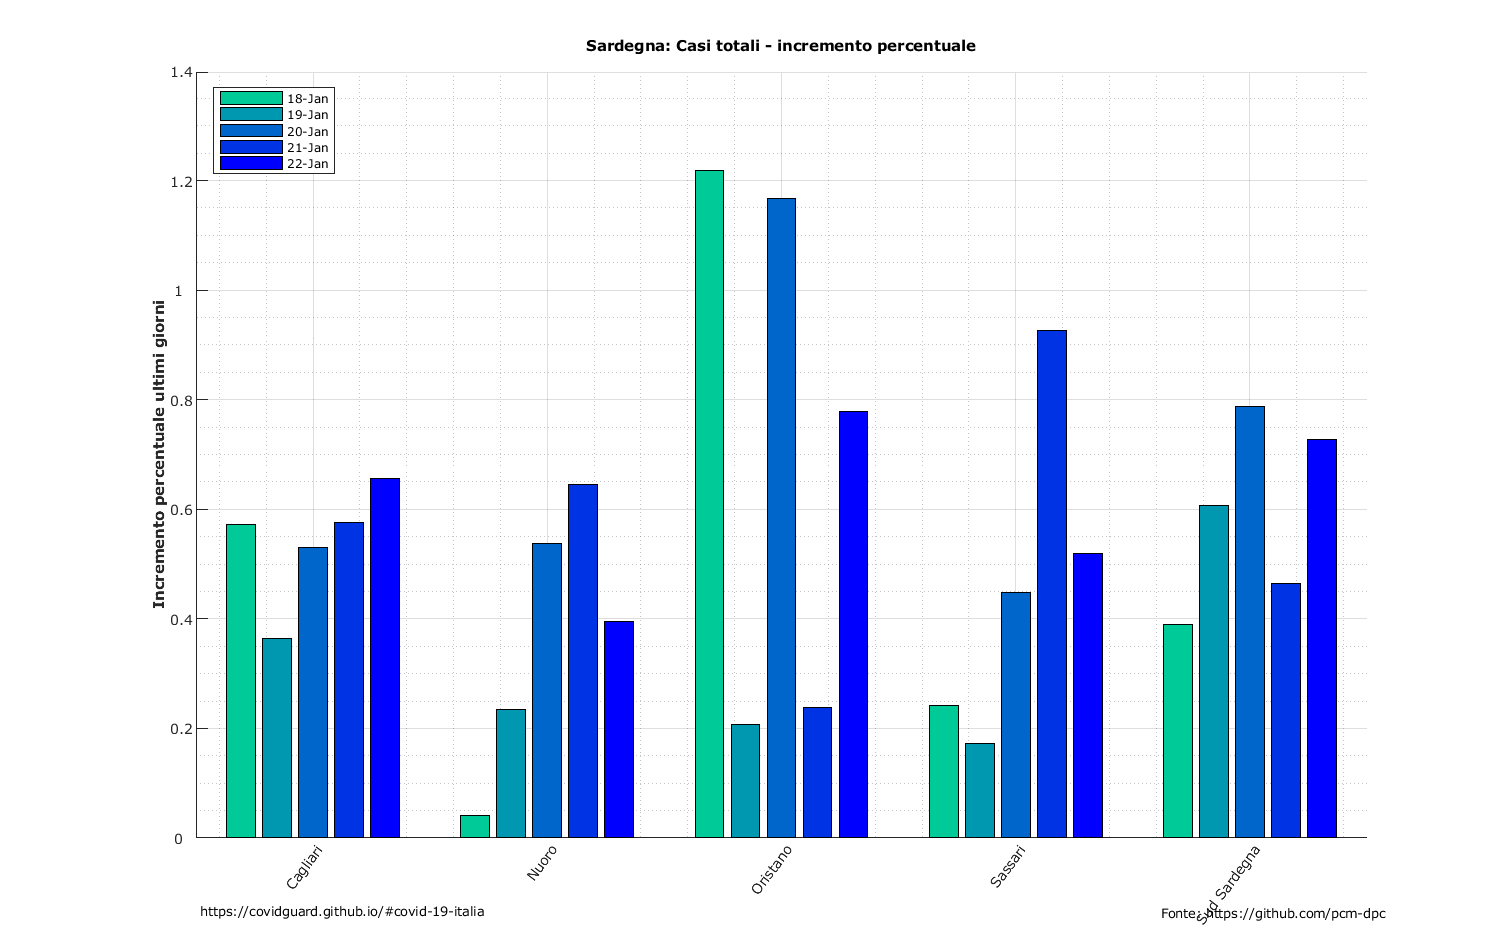 Sardegna: Casi totali - incremento percentuale
1.4
1.2
1
0.8
0.6
0.4
0.2
0
Incremento percentuale ultimi giorni
18-Jan
19-Jan
20-Jan
21-Jan
22-Jan
Cagliari
Nuoro
Oristano
Sassari
Sud Sardegna
https://covidguard.github.io/#covid-19-italia
Fonte: https://github.com/pcm-dpc